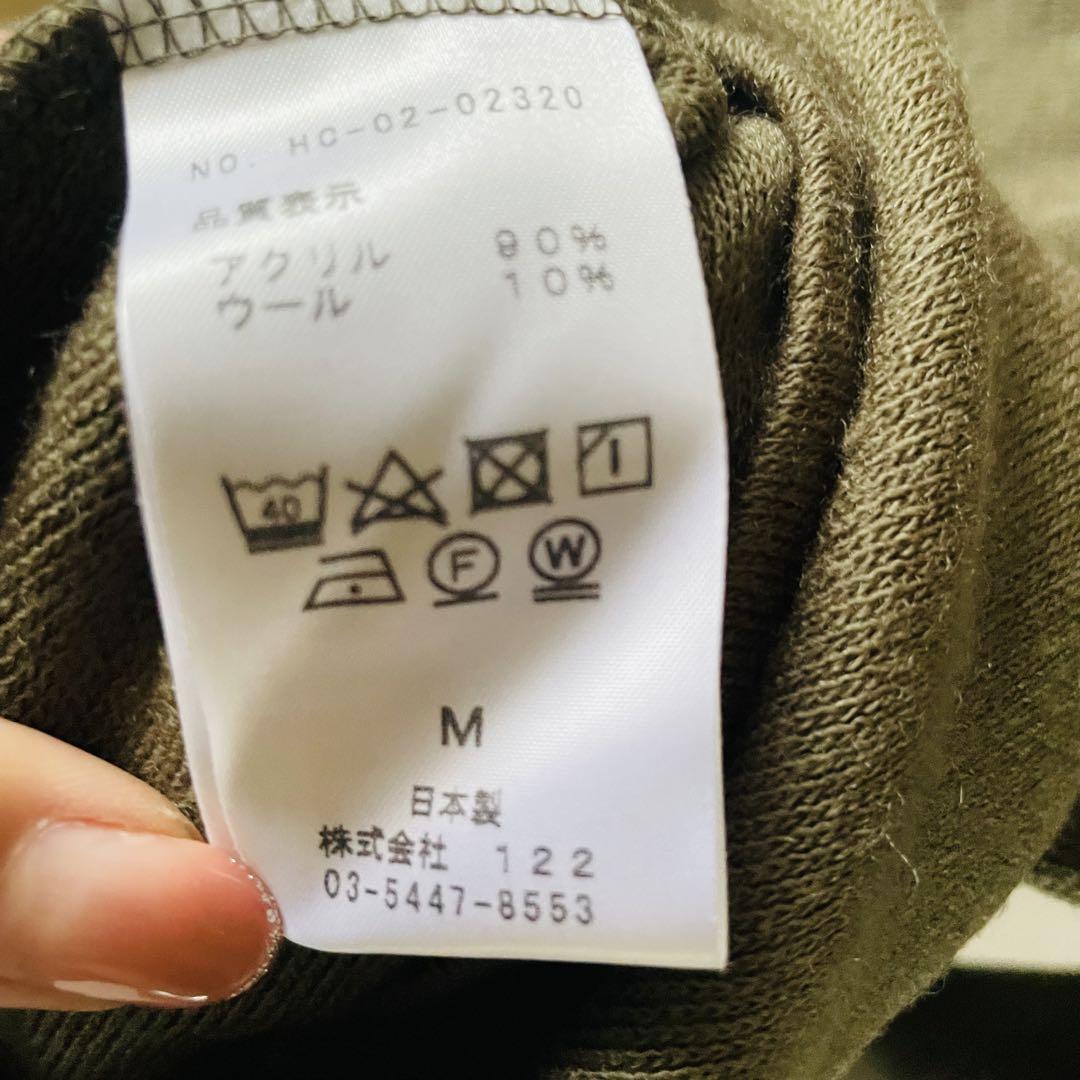 NO. HC-02-02320
品質表示
アクリル 90%
ウール 10%
40
F W
M
日本製
株式会社 122
03-5447-8553